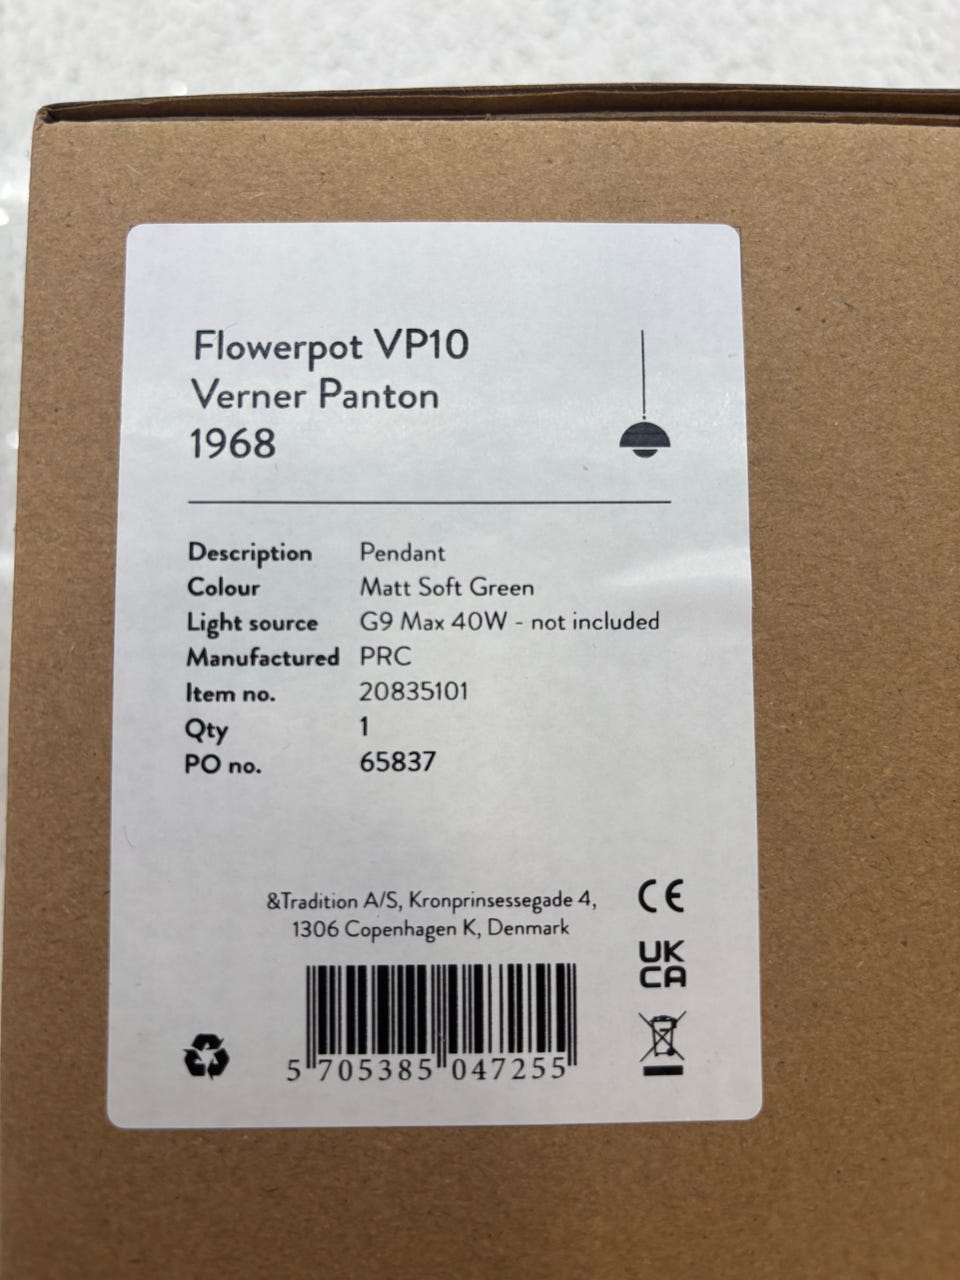 Flowerpot VP10
Verner Panton
1968
Description Pendant
Colour Matt Soft Green
Light source G9 Max 40W - not included
Manufactured PRC
Item no. 20835101
Qty 1
PO no. 65837
&Tradition A/S, Kronprinsessegade 4,
1306 Copenhagen K, Denmark
CE
UK
CA
5 705385 047255